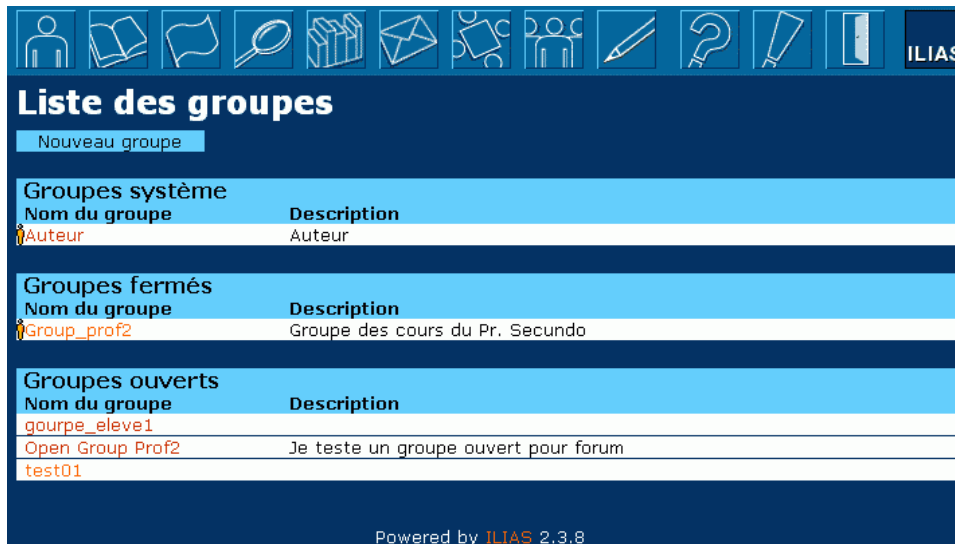 ILIAS
Liste des groupes
Nouveau groupe
Groupes système
Nom du groupe Description
Auteur Auteur
Groupes fermés
Nom du groupe Description
Group_prof2 Groupe des cours du Pr. Secundo
Groupes ouverts
Nom du groupe Description
gourpe_eleve1
Open Group Prof2 Je teste un groupe ouvert pour forum
test01
Powered by ILIAS 2.3.8